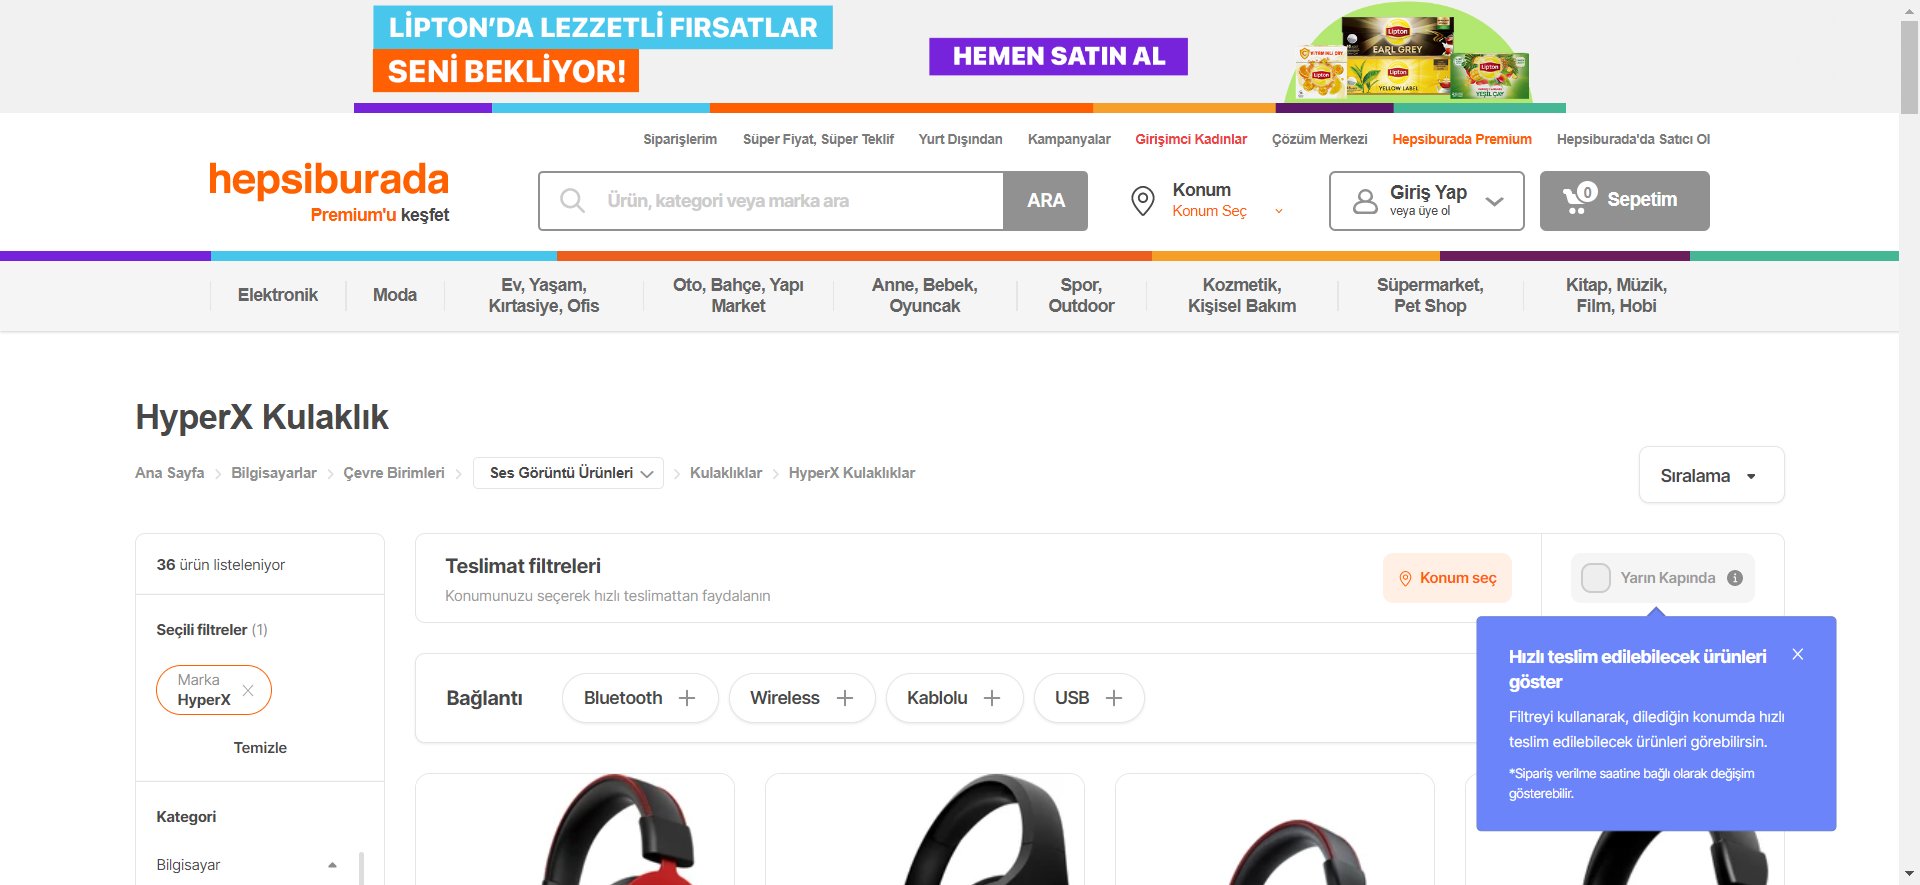 LİPTON'DA LEZZETLİ FIRSATLAR
SENİ BEKLİYOR!
HEMEN SATIN AL
Lipton
EARL GREY
Lipton
Lipton
YELLOW LABEL
Lipton
YEŞİL ÇAY
Siparişlerim
Süper Fiyat, Süper Teklif
Yurt Dışından
Kampanyalar
Girişimci Kadınlar
Çözüm Merkezi
Hepsiburada Premium
Hepsiburada'da Satıcı Ol
hepsiburada
Premium'u keşfet
Ürün, kategori veya marka ara
ARA
Konum
Konum Seç
Giriş Yap
veya üye ol
0
Sepetim
Elektronik
Moda
Ev, Yaşam,
Kırtasiye, Ofis
Oto, Bahçe, Yapı
Market
Anne, Bebek,
Oyuncak
Spor,
Outdoor
Kozmetik,
Kişisel Bakım
Süpermarket,
Pet Shop
Kitap, Müzik,
Film, Hobi
HyperX Kulaklık
Ana Sayfa
Bilgisayarlar
Çevre Birimleri
Ses Görüntü Ürünleri
Kulaklıklar
HyperX Kulaklıklar
Sıralama
36 ürün listeleniyor
Seçili filtreler (1)
Marka
HyperX
Temizle
Kategori
Bilgisayar
Teslimat filtreleri
Konumunuzu seçerek hızlı teslimattan faydalanın
Konum seç
Yarın Kapında
Bağlantı
Bluetooth
Wireless
Kablolu
USB
Hızlı teslim edilebilecek ürünleri
göster
Filtreyi kullanarak, dilediğin konumda hızlı
teslim edilebilecek ürünleri görebilirsin.
*Sipariş verilme saatine bağlı olarak değişim
gösterebilir.